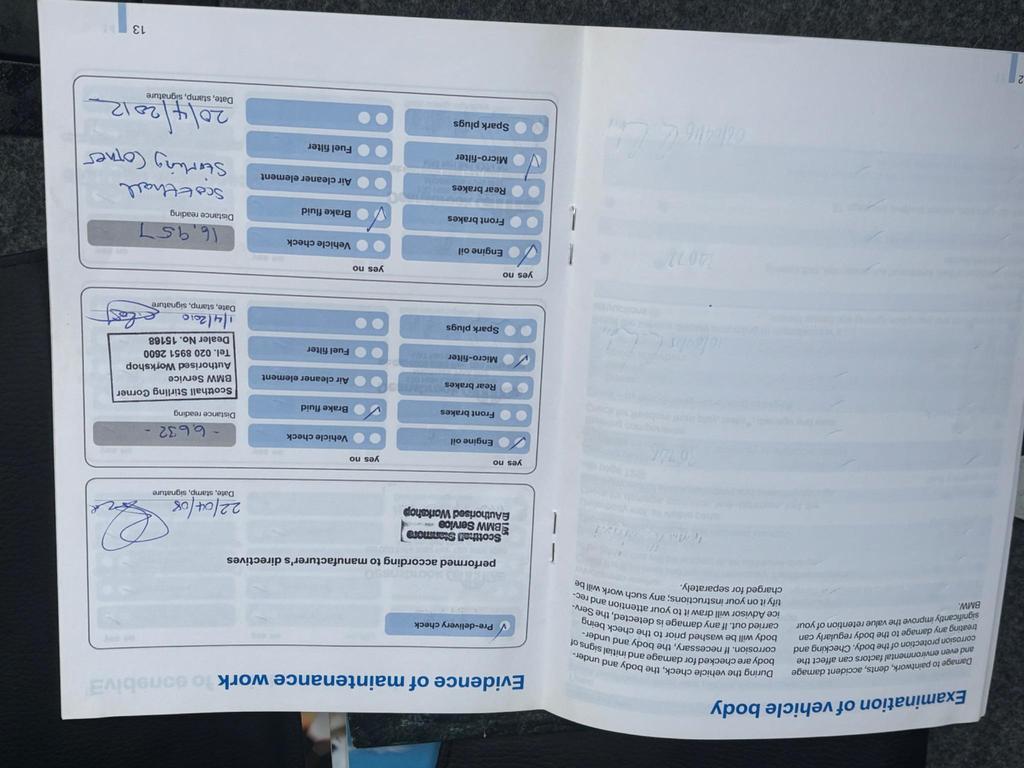 Examination of vehicle body
Damage to paintwork, dents, accident damage
and even environmental factors can affect the
corrosion protection of the body. Checking and
treating any damage to the body regularly can
significantly improve the value retention of your
BMW.
During the vehicle check, the body and under-
body are checked for damage and initial signs of
corrosion. If necessary, the body and under-
body will be washed prior to the check being
carried out. If any damage is detected, the Serv-
ice Advisor will draw it to your attention and rec-
tify it on your instructions; any such work will be
charged for separately.
Evidence of maintenance work
Pre-delivery check
performed according to manufacturer's directives
Scotthall Stanmore
BMW Service
Authorised Workshop
22/04/08
Date, stamp, signature
yes no
yes no
Engine oil
Vehicle check
- 6632 -
Front brakes
Brake fluid
Distance reading
Rear brakes
Air cleaner element
Micro-filter
Fuel filter
Spark plugs
Scotthall Stirling Corner
BMW Service
Authorised Workshop
Tel. 020 8951 2600
Dealer No. 15168
1/4/2010
Date, stamp, signature
yes no
yes no
Engine oil
Vehicle check
16,957
Front brakes
Brake fluid
Distance reading
Rear brakes
Air cleaner element
Micro-filter
Fuel filter
Spark plugs
Scotthall
Stirling Corner
20/4/2012
Date, stamp, signature
13